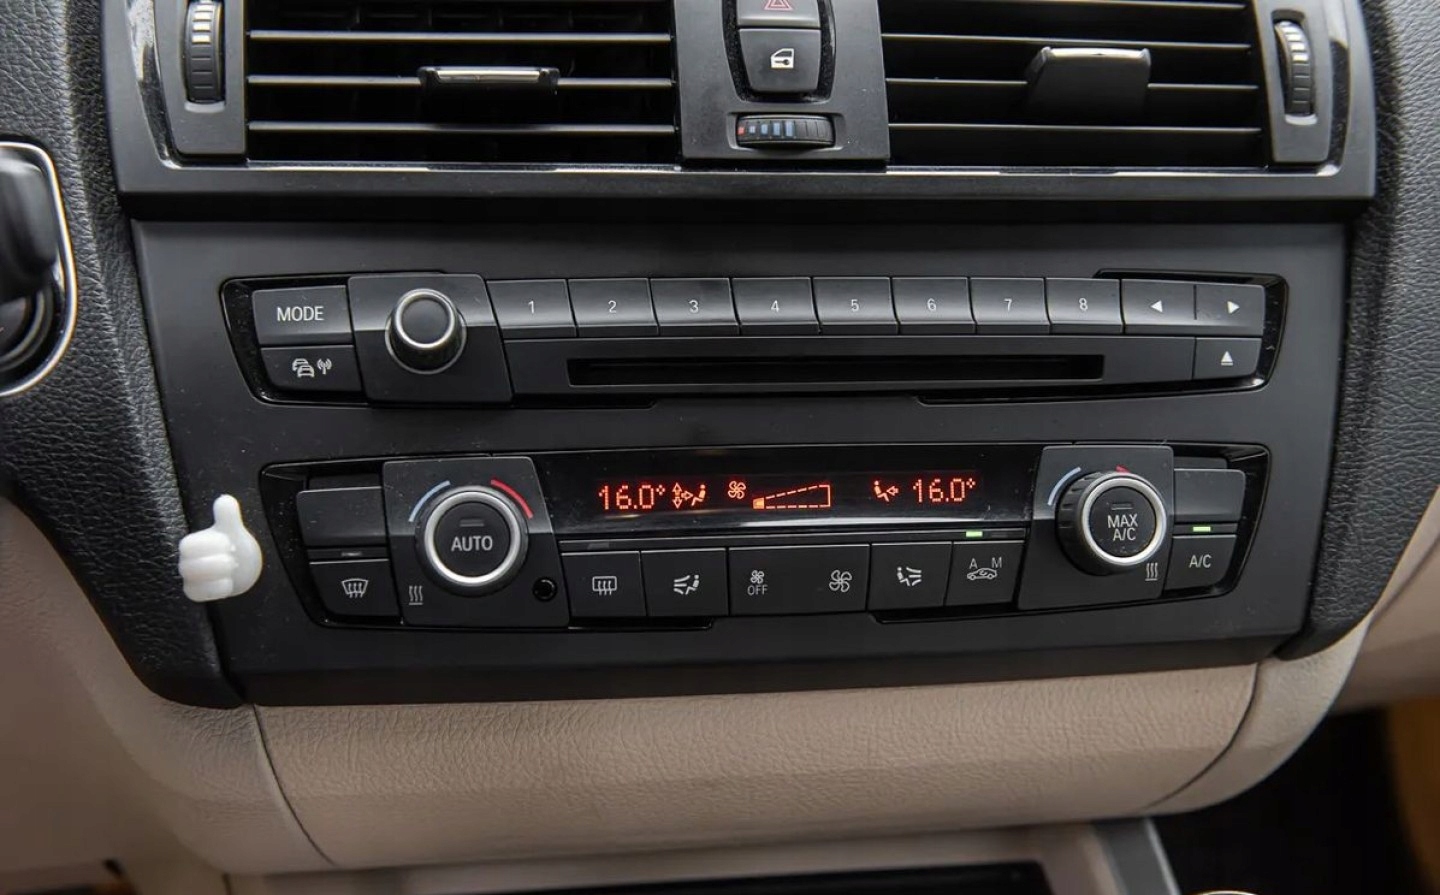 MODE
1 2 3 4 5 6 7 8
16.0° 16.0°
AUTO
MAX
A/C
OFF
A M
A/C